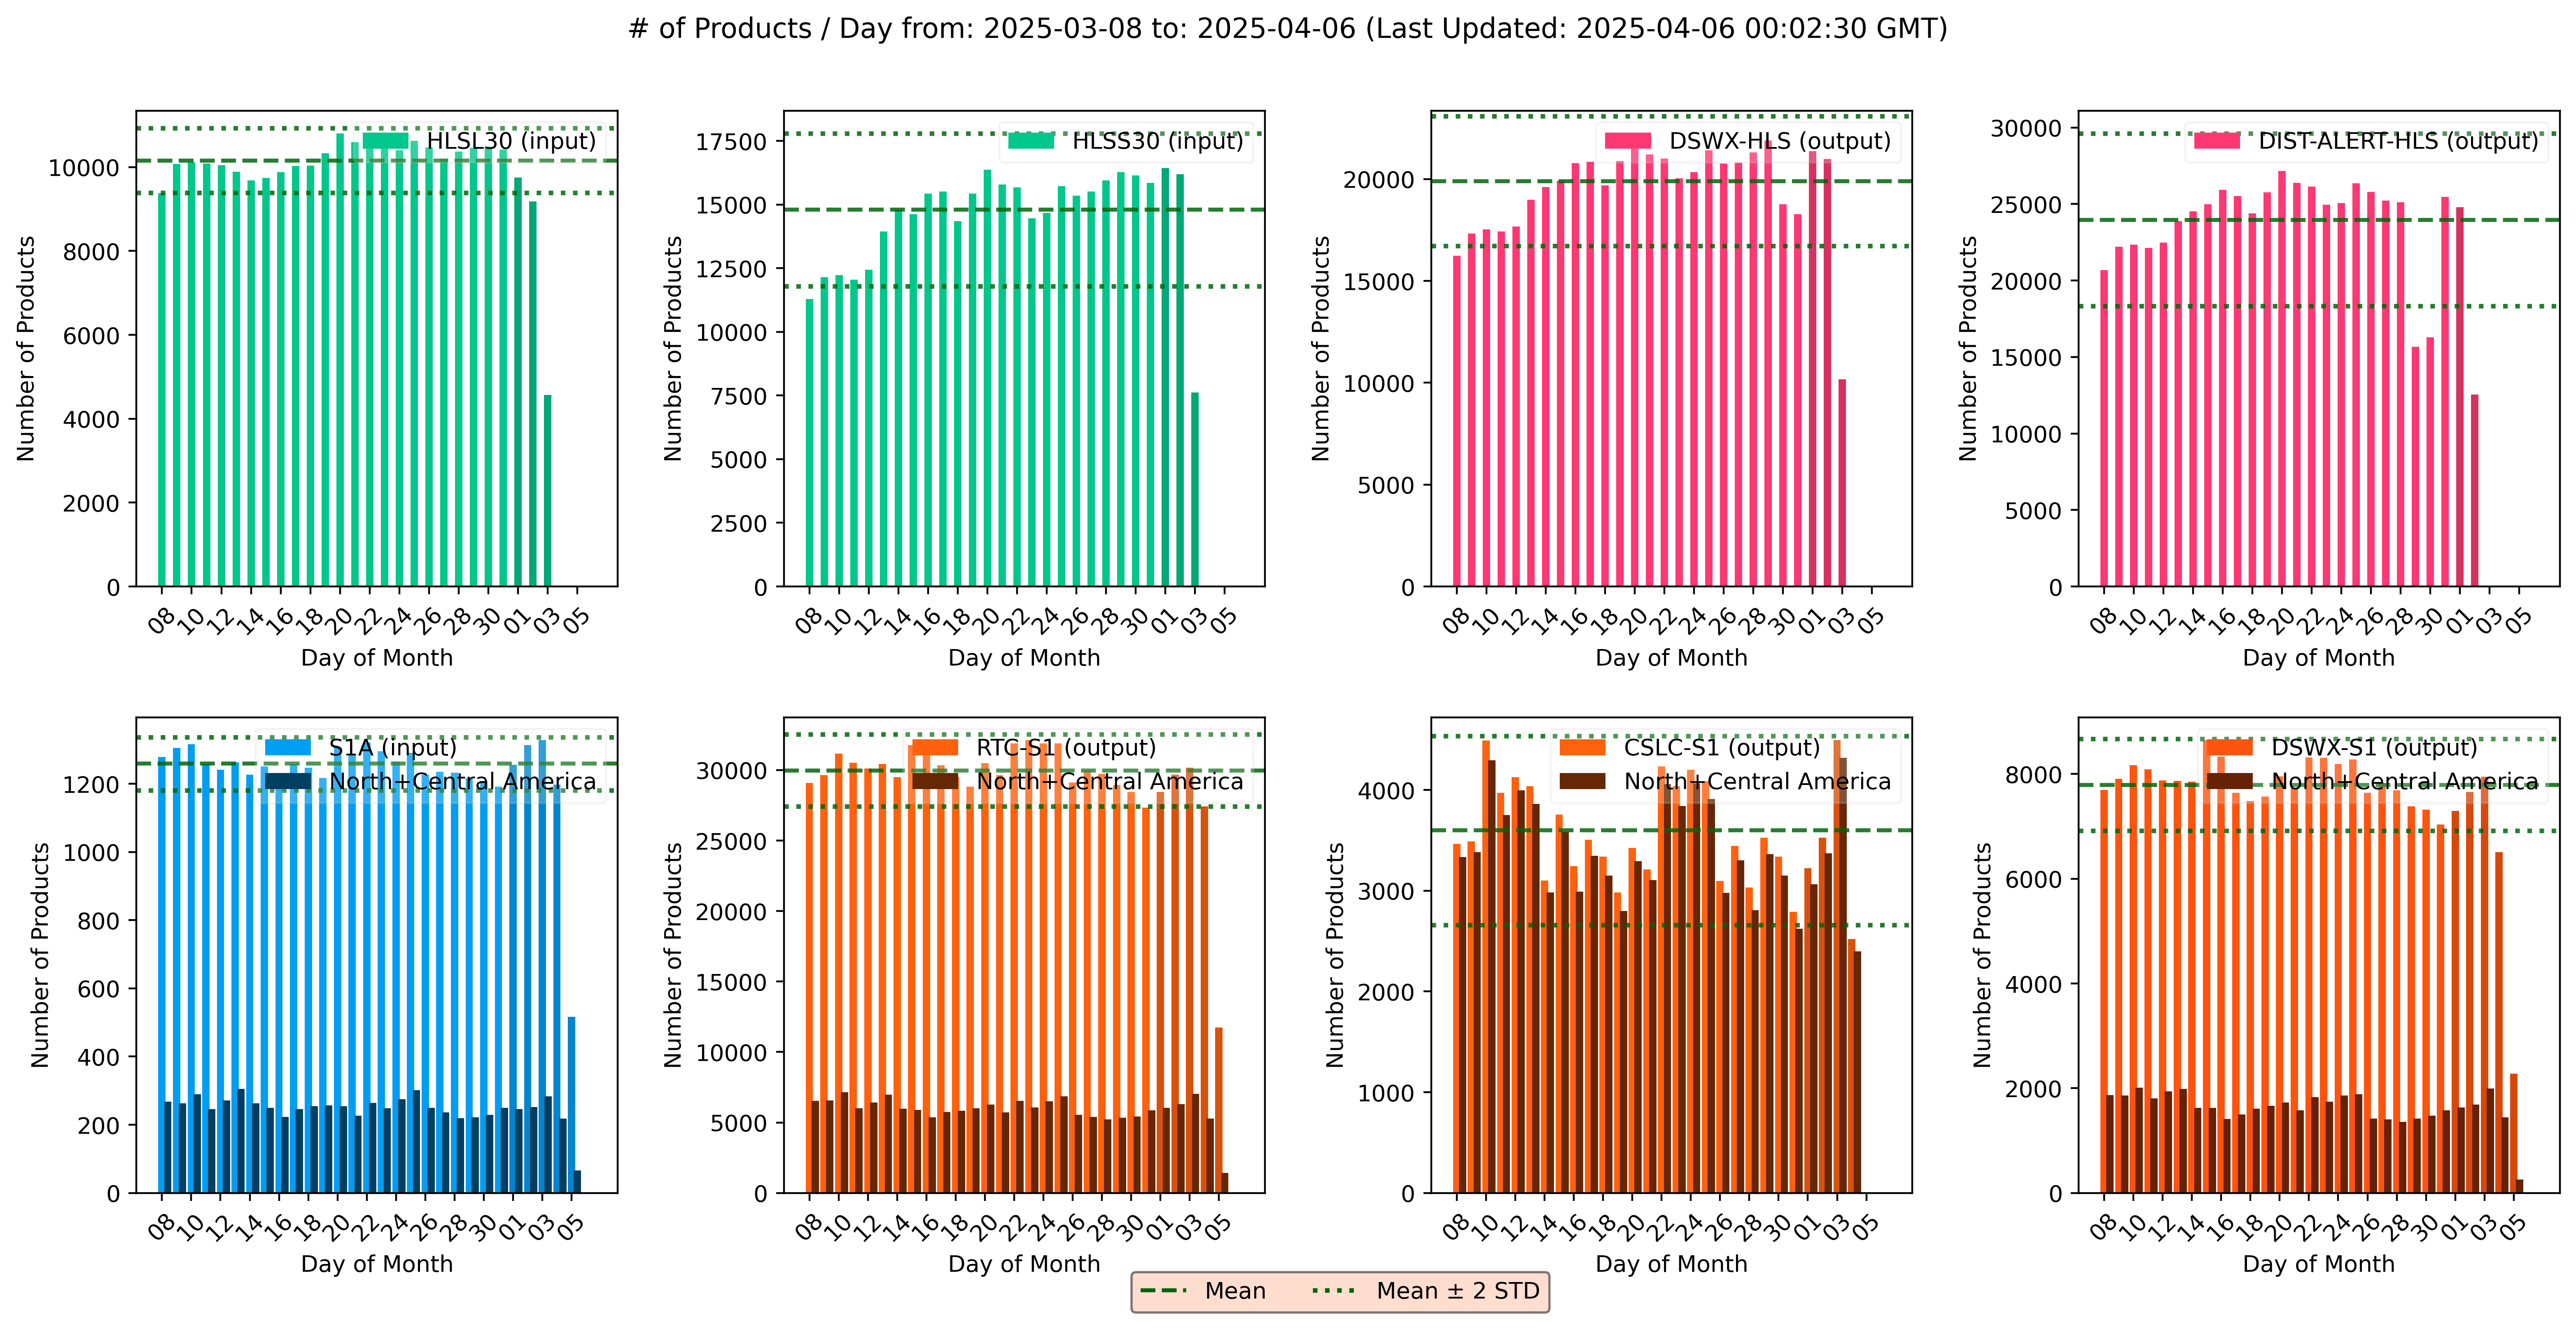 # of Products / Day from: 2025-03-08 to: 2025-04-06 (Last Updated: 2025-04-06 00:02:30 GMT)
HLSL30 (input)
Number of Products
10000
8000
6000
4000
2000
0
08 10 12 14 16 18 20 22 24 26 28 30 01 03 05
Day of Month
HLSS30 (input)
Number of Products
17500
15000
12500
10000
7500
5000
2500
0
08 10 12 14 16 18 20 22 24 26 28 30 01 03 05
Day of Month
DSWX-HLS (output)
Number of Products
20000
15000
10000
5000
0
08 10 12 14 16 18 20 22 24 26 28 30 01 03 05
Day of Month
DIST-ALERT-HLS (output)
Number of Products
30000
25000
20000
15000
10000
5000
0
08 10 12 14 16 18 20 22 24 26 28 30 01 03 05
Day of Month
S1A (input)
North+Central America
Number of Products
1200
1000
800
600
400
200
0
08 10 12 14 16 18 20 22 24 26 28 30 01 03 05
Day of Month
RTC-S1 (output)
North+Central America
Number of Products
30000
25000
20000
15000
10000
5000
0
08 10 12 14 16 18 20 22 24 26 28 30 01 03 05
Day of Month
CSLC-S1 (output)
North+Central America
Number of Products
4000
3000
2000
1000
0
08 10 12 14 16 18 20 22 24 26 28 30 01 03 05
Day of Month
DSWX-S1 (output)
North+Central America
Number of Products
8000
6000
4000
2000
0
08 10 12 14 16 18 20 22 24 26 28 30 01 03 05
Day of Month
Mean
Mean ± 2 STD